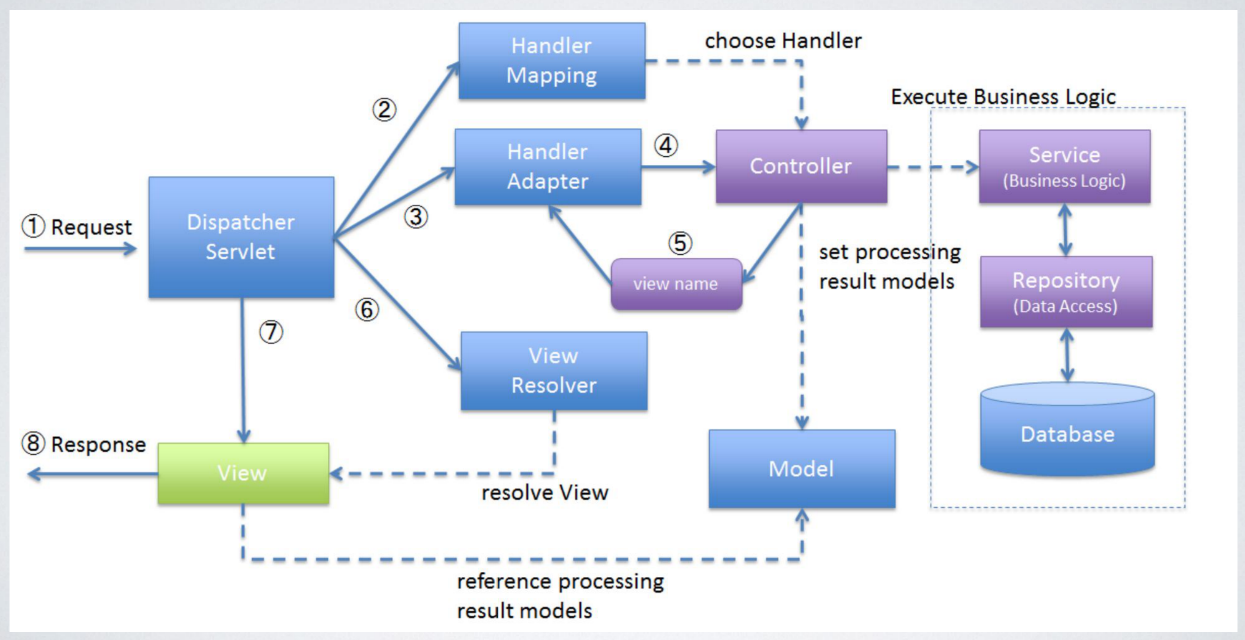 Handler
Mapping
choose Handler
Execute Business Logic
②
Handler
Adapter
④
Controller
Service
(Business Logic)
① Request
Dispatcher
Servlet
③
⑤
view name
set processing
result models
Repository
(Data Access)
⑥
⑦
View
Resolver
⑧ Response
View
resolve View
Model
Database
reference processing
result models